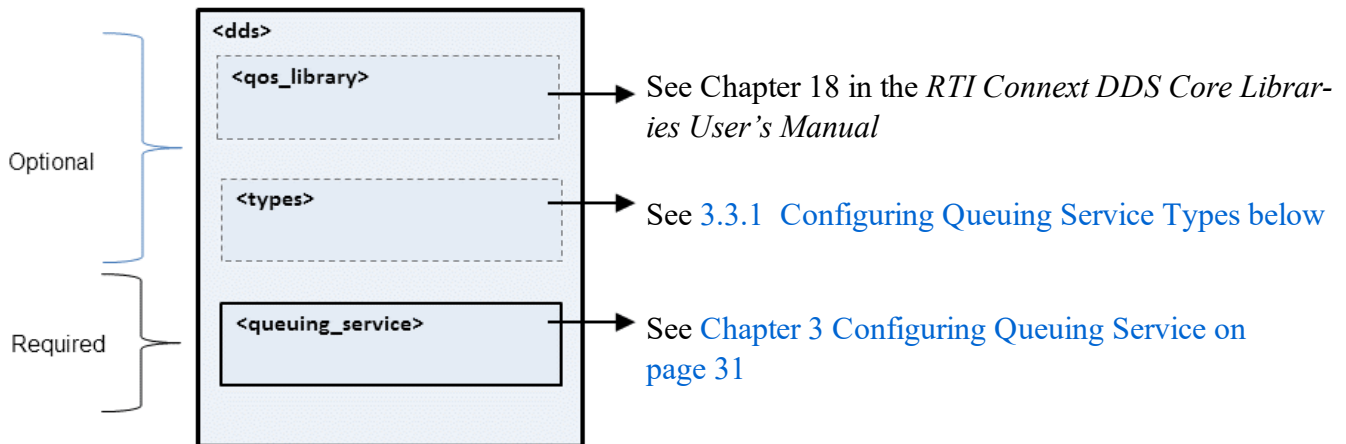 <dds>
<qos_library>
See Chapter 18 in the RTI Connext DDS Core Librar-
ies User's Manual
Optional
<types>
See 3.3.1 Configuring Queuing Service Types below
<queuing_service>
See Chapter 3 Configuring Queuing Service on
page 31
Required